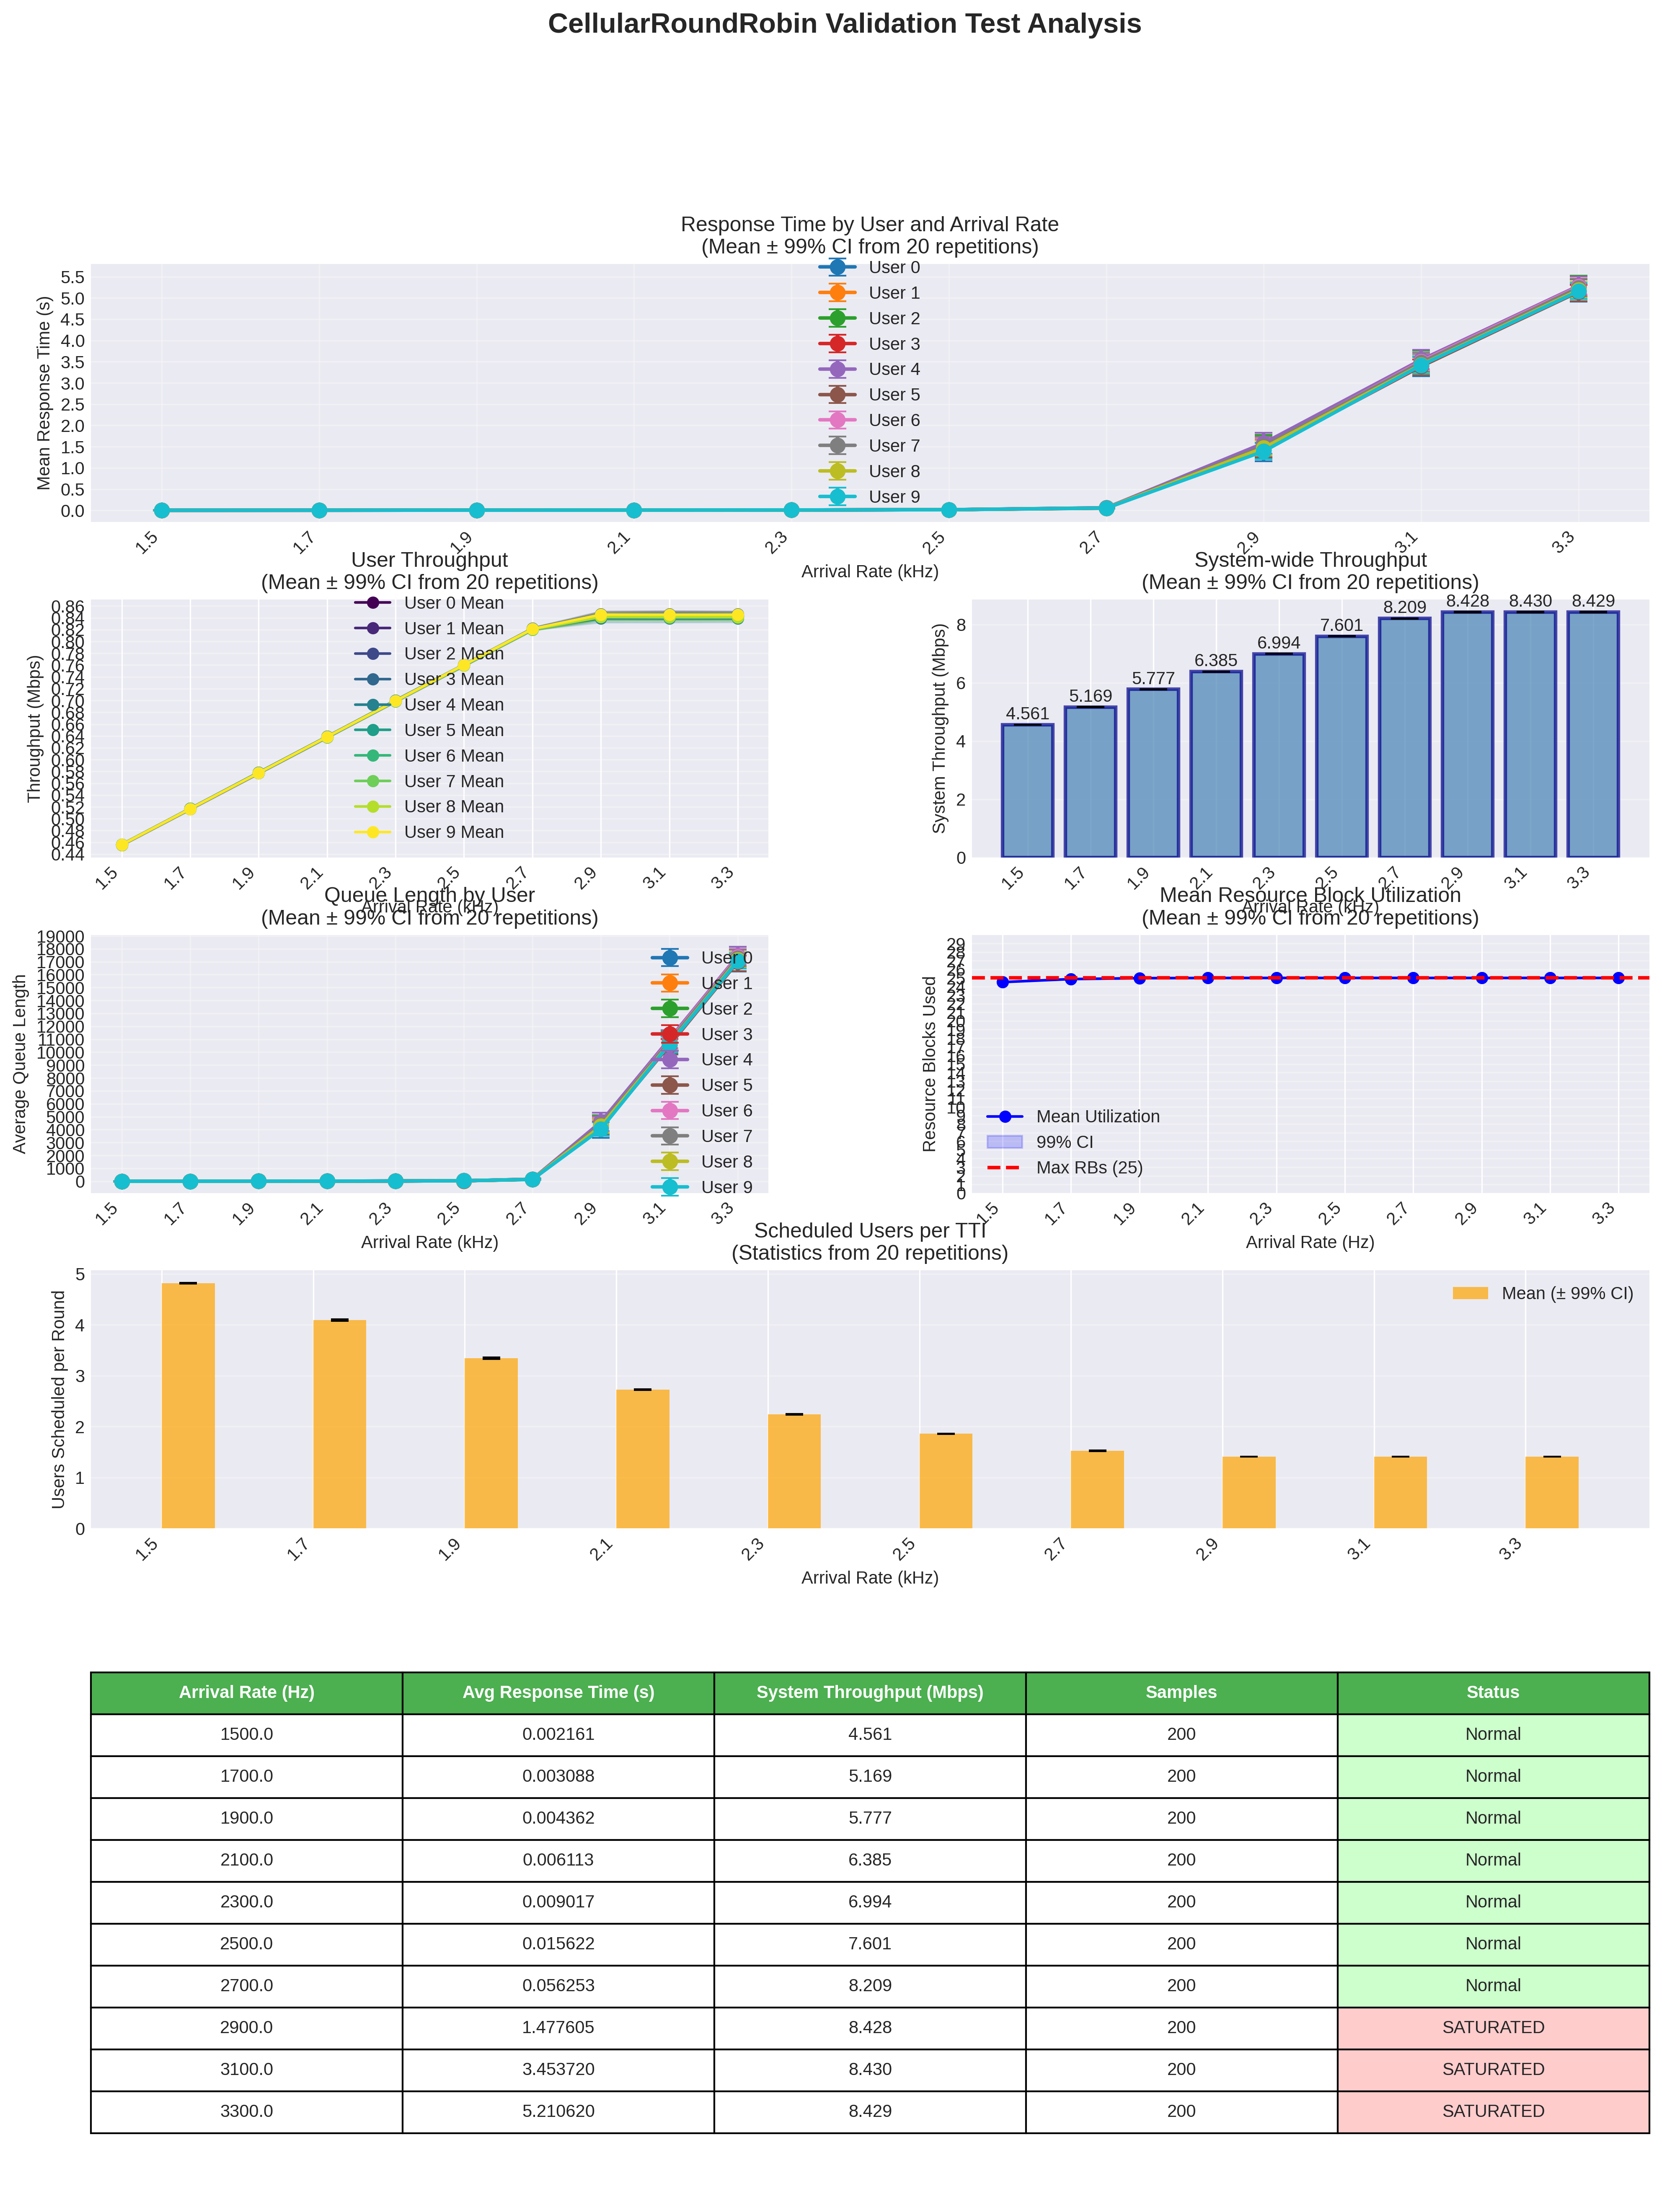 CellularRoundRobin Validation Test Analysis
Response Time by User and Arrival Rate
(Mean ± 99% CI from 20 repetitions)
Mean Response Time (s)
5.5
5.0
4.5
4.0
3.5
3.0
2.5
2.0
1.5
1.0
0.5
0.0
User 0
User 1
User 2
User 3
User 4
User 5
User 6
User 7
User 8
User 9
1.5
1.7
1.9
2.1
2.3
2.5
2.7
2.9
3.1
3.3
Arrival Rate (kHz)
User Throughput
(Mean ± 99% CI from 20 repetitions)
Throughput (Mbps)
0.86
0.84
0.82
0.80
0.78
0.76
0.74
0.72
0.70
0.68
0.66
0.64
0.62
0.60
0.58
0.56
0.54
0.52
0.50
0.48
0.46
0.44
User 0 Mean
User 1 Mean
User 2 Mean
User 3 Mean
User 4 Mean
User 5 Mean
User 6 Mean
User 7 Mean
User 8 Mean
User 9 Mean
1.5
1.7
1.9
2.1
2.3
2.5
2.7
2.9
3.1
3.3
Arrival Rate (kHz)
System-wide Throughput
(Mean ± 99% CI from 20 repetitions)
System Throughput (Mbps)
8
6
4
2
0
4.561
5.169
5.777
6.385
6.994
7.601
8.209
8.428
8.430
8.429
1.5
1.7
1.9
2.1
2.3
2.5
2.7
2.9
3.1
3.3
Arrival Rate (kHz)
Queue Length by User
(Mean ± 99% CI from 20 repetitions)
Average Queue Length
19000
18000
17000
16000
15000
14000
13000
12000
11000
10000
9000
8000
7000
6000
5000
4000
3000
2000
1000
0
User 0
User 1
User 2
User 3
User 4
User 5
User 6
User 7
User 8
User 9
1.5
1.7
1.9
2.1
2.3
2.5
2.7
2.9
3.1
3.3
Arrival Rate (kHz)
Mean Resource Block Utilization
(Mean ± 99% CI from 20 repetitions)
Resource Blocks Used
29
28
27
26
25
24
23
22
21
20
19
18
17
16
15
14
13
12
11
10
9
8
7
6
5
4
3
2
1
0
Mean Utilization
99% CI
Max RBs (25)
1.5
1.7
1.9
2.1
2.3
2.5
2.7
2.9
3.1
3.3
Arrival Rate (Hz)
Scheduled Users per TTI
(Statistics from 20 repetitions)
Users Scheduled per Round
5
4
3
2
1
0
Mean (± 99% CI)
1.5
1.7
1.9
2.1
2.3
2.5
2.7
2.9
3.1
3.3
Arrival Rate (kHz)
Arrival Rate (Hz) Avg Response Time (s) System Throughput (Mbps) Samples Status
1500.0 0.002161 4.561 200 Normal
1700.0 0.003088 5.169 200 Normal
1900.0 0.004362 5.777 200 Normal
2100.0 0.006113 6.385 200 Normal
2300.0 0.009017 6.994 200 Normal
2500.0 0.015622 7.601 200 Normal
2700.0 0.056253 8.209 200 Normal
2900.0 1.477605 8.428 200 SATURATED
3100.0 3.453720 8.430 200 SATURATED
3300.0 5.210620 8.429 200 SATURATED